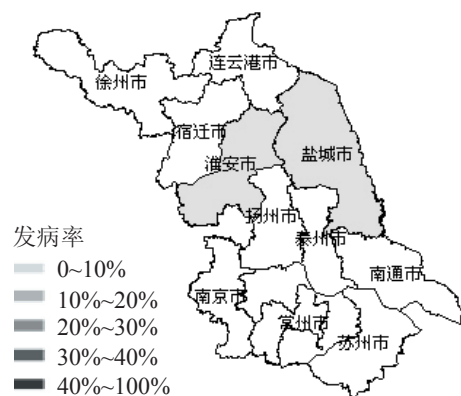 连云港市
徐州市
宿迁市
淮安市
盐城市
扬州市
泰州市
南通市
南京市
常州市
苏州市
发病率
0~10%
10%~20%
20%~30%
30%~40%
40%~100%